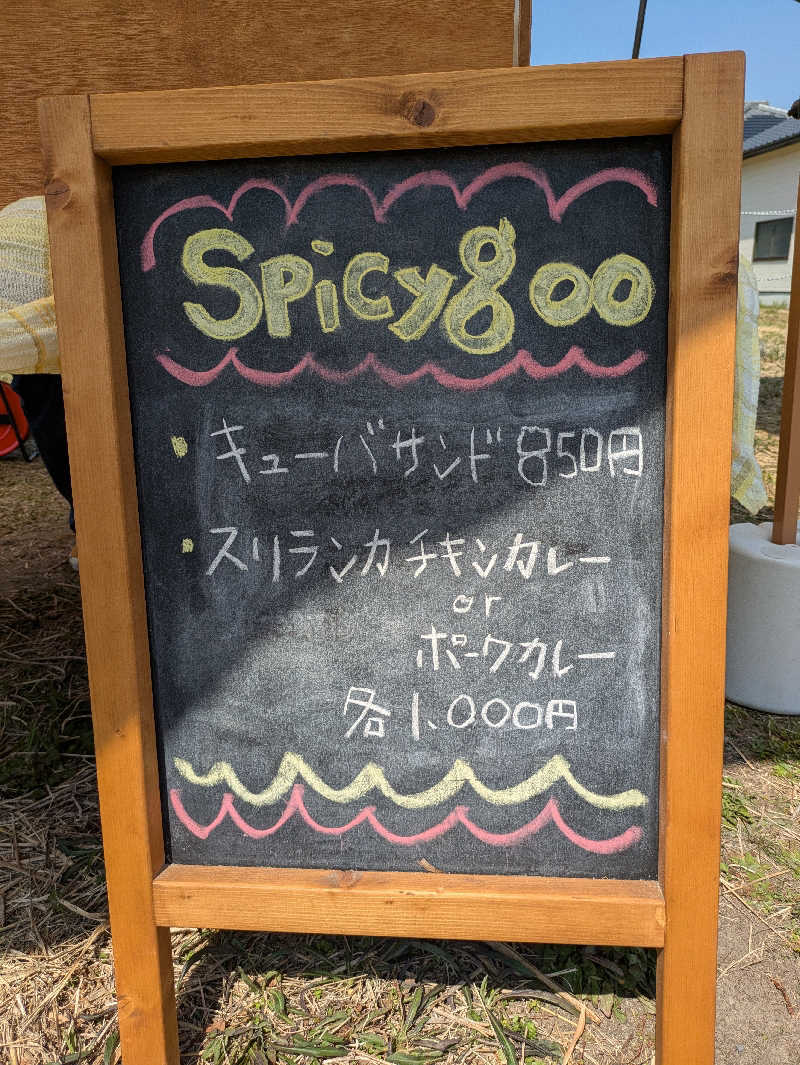 Spicygoo
・キューバサンド 850円
・スリランカチキンカレー
or
ポークカレー
各1,000円